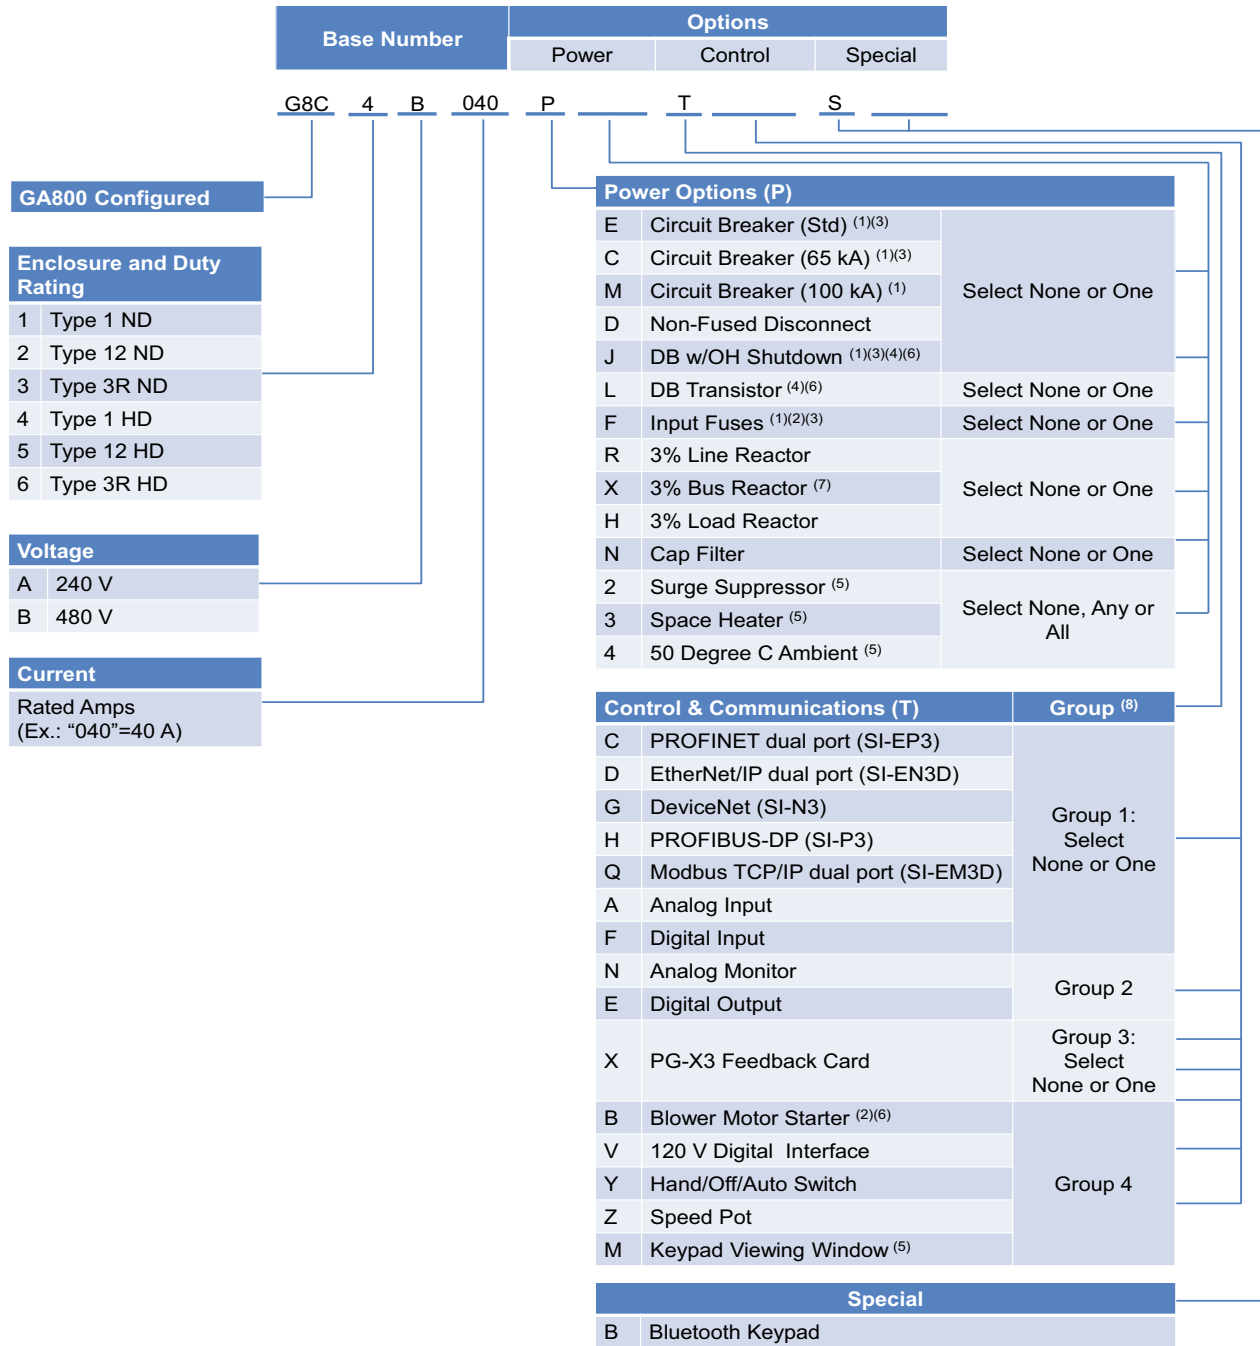 Base Number
Options
Power
Control
Special
G8C 4 B 040 P T S
GA800 Configured
Enclosure and Duty
Rating
1 Type 1 ND
2 Type 12 ND
3 Type 3R ND
4 Type 1 HD
5 Type 12 HD
6 Type 3R HD
Voltage
A 240 V
B 480 V
Current
Rated Amps
(Ex.: “040”=40 A)
Power Options (P)
E Circuit Breaker (Std) (1)(3)
C Circuit Breaker (65 kA) (1)(3)
M Circuit Breaker (100 kA) (1)
D Non-Fused Disconnect
J DB w/OH Shutdown (1)(3)(4)(6)
Select None or One
L DB Transistor (4)(6)
Select None or One
F Input Fuses (1)(2)(3)
Select None or One
R 3% Line Reactor
X 3% Bus Reactor (7)
H 3% Load Reactor
Select None or One
N Cap Filter
Select None or One
2 Surge Suppressor (5)
3 Space Heater (5)
4 50 Degree C Ambient (5)
Select None, Any or
All
Control & Communications (T)
Group (8)
C PROFINET dual port (SI-EP3)
D EtherNet/IP dual port (SI-EN3D)
G DeviceNet (SI-N3)
H PROFIBUS-DP (SI-P3)
Q Modbus TCP/IP dual port (SI-EM3D)
A Analog Input
F Digital Input
Group 1:
Select
None or One
N Analog Monitor
E Digital Output
Group 2
X PG-X3 Feedback Card
Group 3:
Select
None or One
B Blower Motor Starter (2)(6)
V 120 V Digital Interface
Y Hand/Off/Auto Switch
Z Speed Pot
M Keypad Viewing Window (5)
Group 4
Special
B Bluetooth Keypad